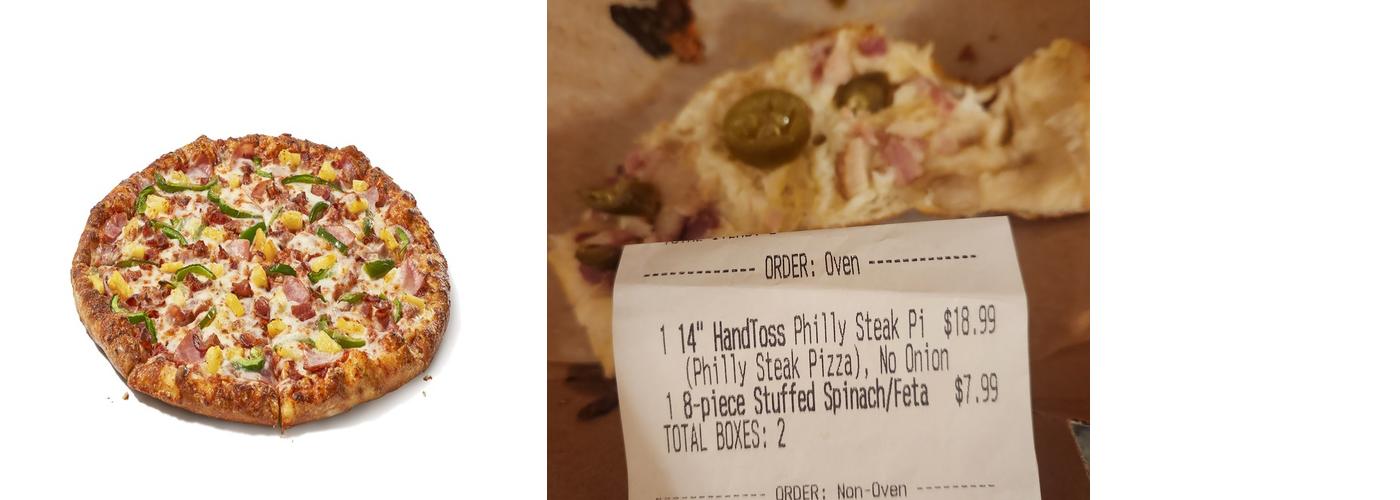 ------------- ORDER: Oven -------------
1 14" HandToss Philly Steak Pi $18.99
(Philly Steak Pizza), No Onion
1 8-piece Stuffed Spinach/Feta $7.99
TOTAL BOXES: 2
------------- ORDER: Non-Oven -----------